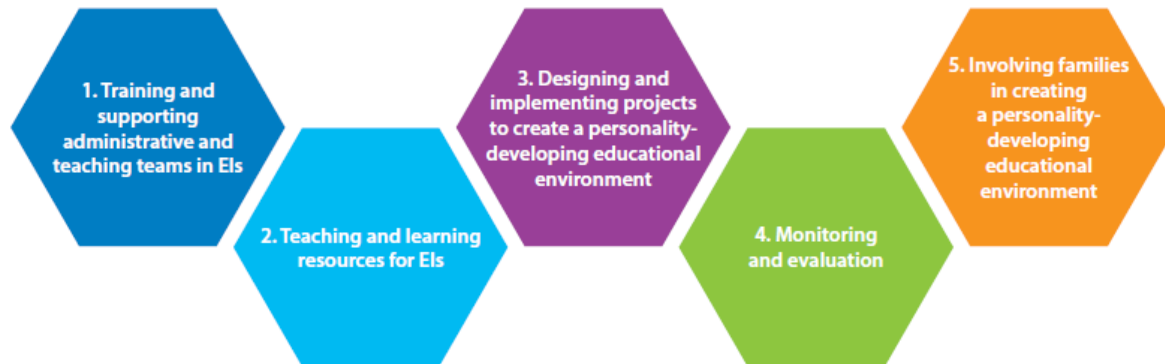 1. Training and
supporting
administrative and
teaching teams in EIs
2. Teaching and learning
resources for EIs
3. Designing and
implementing projects
to create a personality-
developing educational
environment
4. Monitoring
and evaluation
5. Involving families
in creating
a personality-
developing
educational
environment